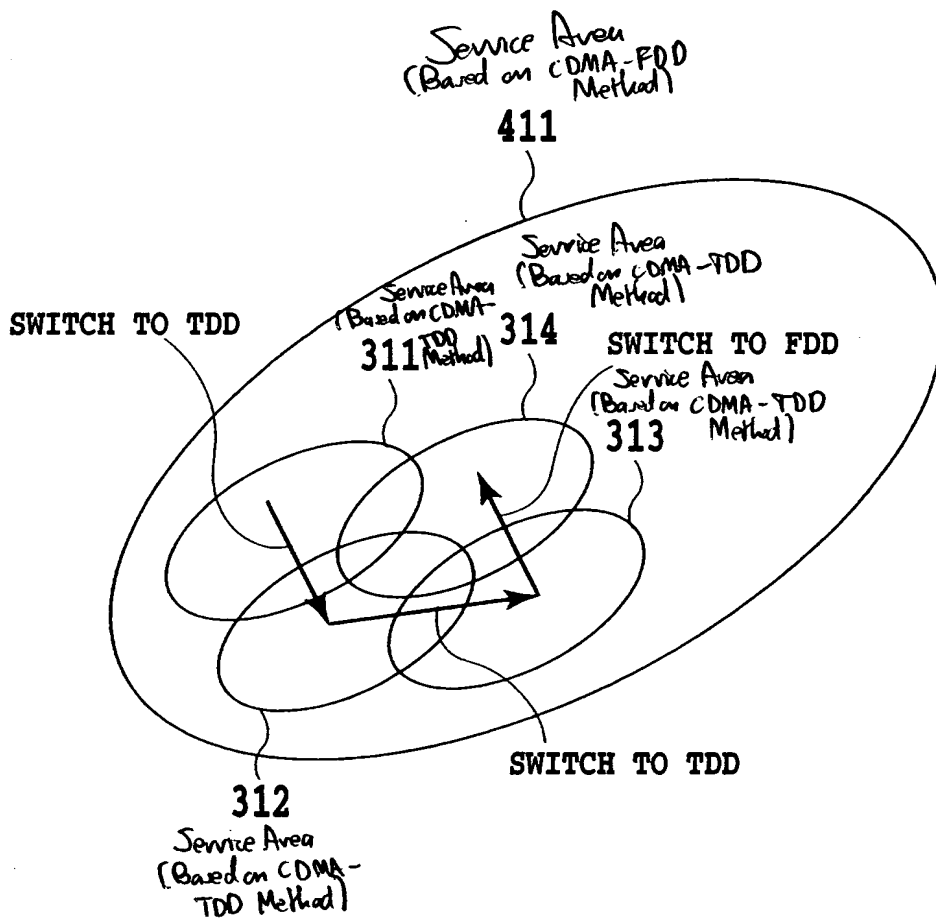 Service Area
(Based on CDMA-FDD
Method)
411
Service Area
(Based on CDMA-TDD
Method)
314
Service Area
(Based on CDMA-
TDD
Method)
311
SWITCH TO TDD
SWITCH TO FDD
Service Area
(Based on CDMA-TDD
Method)
313
SWITCH TO TDD
312
Service Area
(Based on CDMA-
TDD Method)